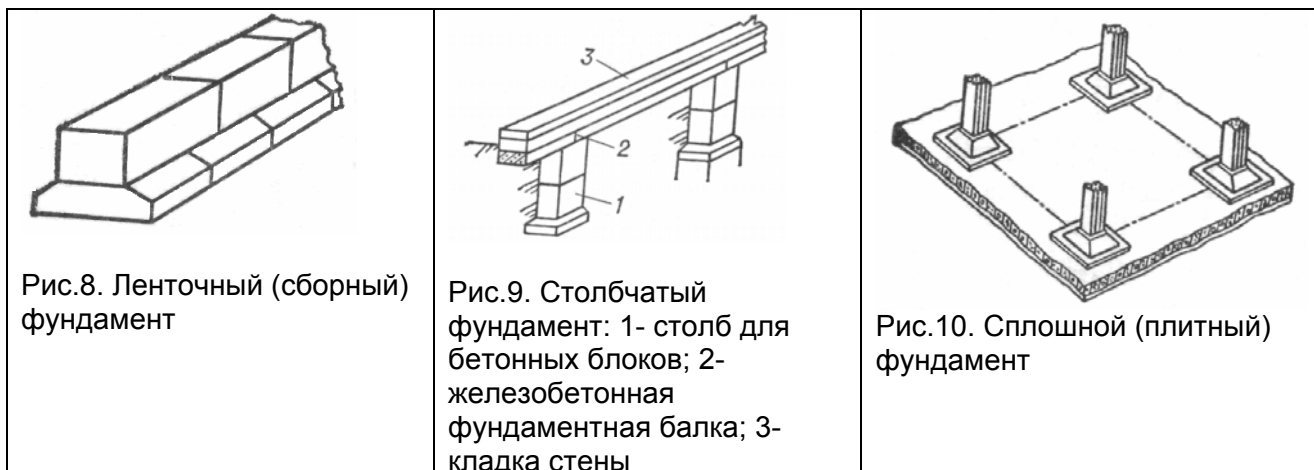 3
2
1
Рис.8. Ленточный (сборный)
фундамент
Рис.9. Столбчатый
фундамент: 1- столб для
бетонных блоков; 2-
железобетонная
фундаментная балка; 3-
кладка стены
Рис.10. Сплошной (плитный)
фундамент